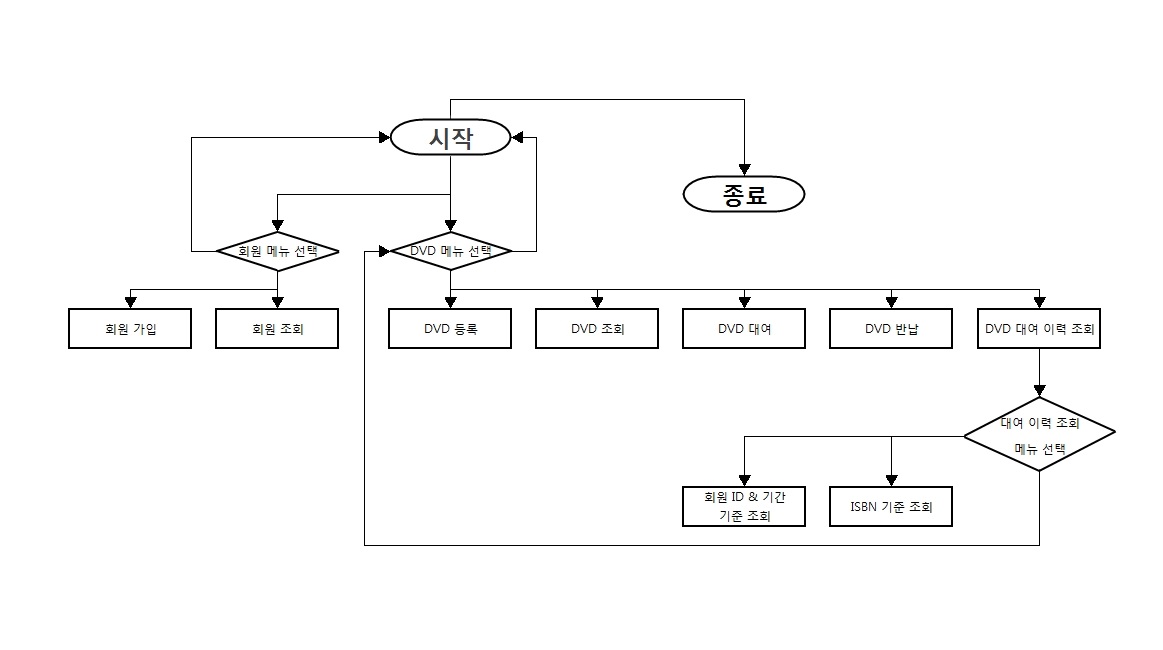 시작
종료
회원 메뉴 선택
DVD 메뉴 선택
회원 가입
회원 조회
DVD 등록
DVD 조회
DVD 대여
DVD 반납
DVD 대여 이력 조회
대여 이력 조회
메뉴 선택
회원 ID & 기간
기준 조회
ISBN 기준 조회